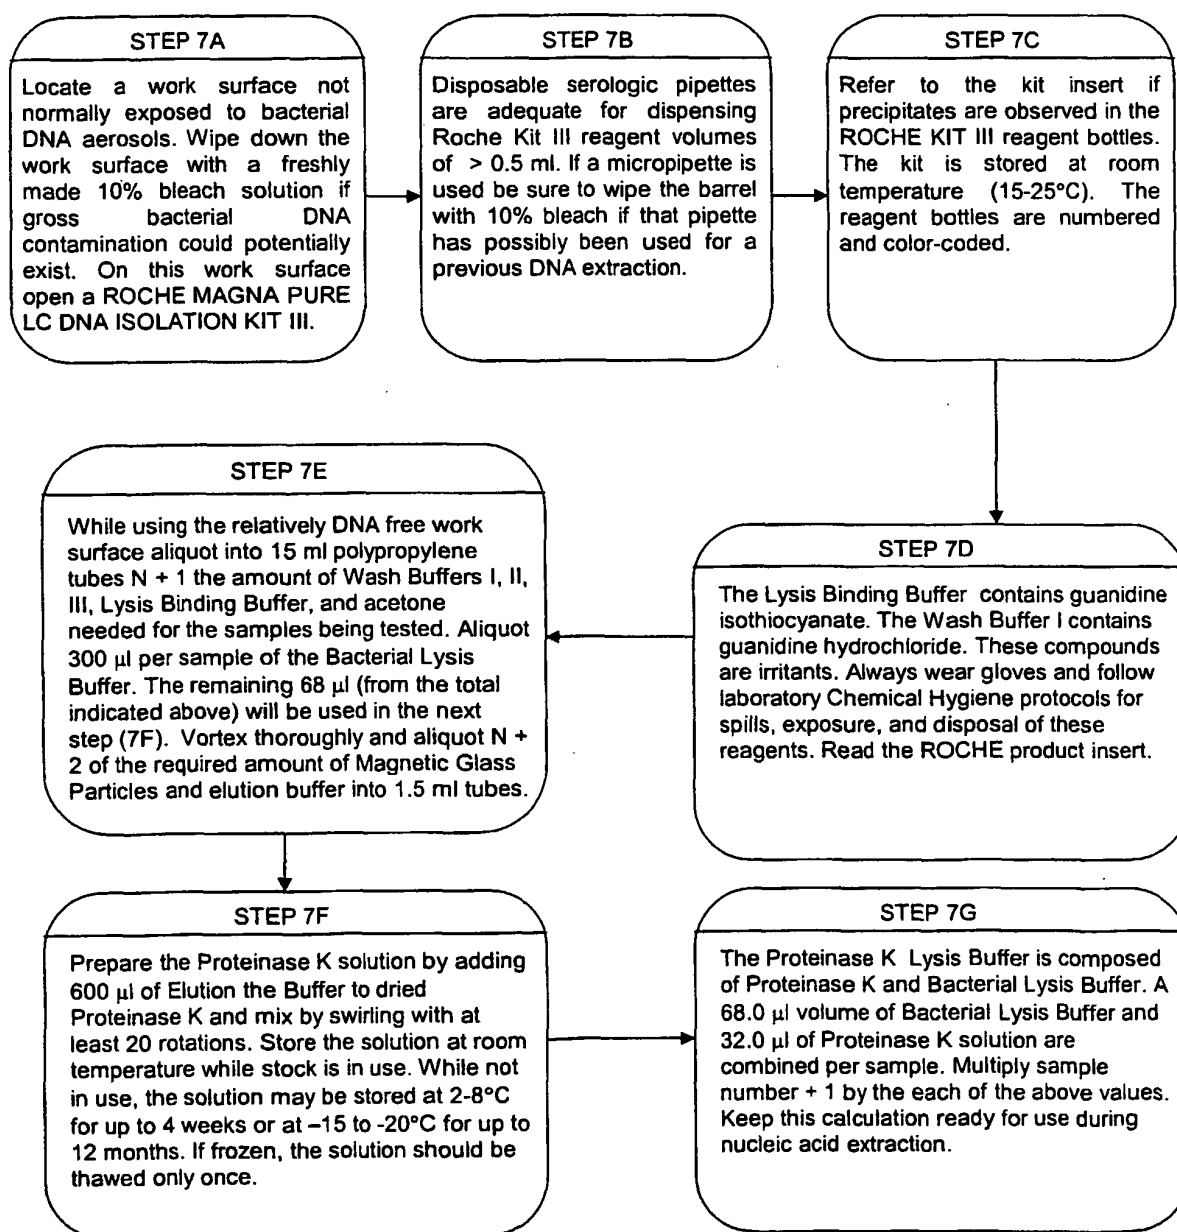 STEP 7A
Locate a work surface not
normally exposed to bacterial
DNA aerosols. Wipe down the
work surface with a freshly
made 10% bleach solution if
gross bacterial DNA
contamination could potentially
exist. On this work surface
open a ROCHE MAGNA PURE
LC DNA ISOLATION KIT III.
STEP 7B
Disposable serologic pipettes
are adequate for dispensing
Roche Kit III reagent volumes
of > 0.5 ml. If a micropipette is
used be sure to wipe the barrel
with 10% bleach if that pipette
has possibly been used for a
previous DNA extraction.
STEP 7C
Refer to the kit insert if
precipitates are observed in the
ROCHE KIT III reagent bottles.
The kit is stored at room
temperature (15-25°C). The
reagent bottles are numbered
and color-coded.
STEP 7D
The Lysis Binding Buffer contains guanidine
isothiocyanate. The Wash Buffer I contains
guanidine hydrochloride. These compounds
are irritants. Always wear gloves and follow
laboratory Chemical Hygiene protocols for
spills, exposure, and disposal of these
reagents. Read the ROCHE product insert.
STEP 7E
While using the relatively DNA free work
surface aliquot into 15 ml polypropylene
tubes N + 1 the amount of Wash Buffers I, II,
III, Lysis Binding Buffer, and acetone
needed for the samples being tested. Aliquot
300 µl per sample of the Bacterial Lysis
Buffer. The remaining 68 µl (from the total
indicated above) will be used in the next
step (7F). Vortex thoroughly and aliquot N +
2 of the required amount of Magnetic Glass
Particles and elution buffer into 1.5 ml tubes.
STEP 7F
Prepare the Proteinase K solution by adding
600 µl of Elution the Buffer to dried
Proteinase K and mix by swirling with at
least 20 rotations. Store the solution at room
temperature while stock is in use. While not
in use, the solution may be stored at 2-8°C
for up to 4 weeks or at –15 to -20°C for up to
12 months. If frozen, the solution should be
thawed only once.
STEP 7G
The Proteinase K Lysis Buffer is composed
of Proteinase K and Bacterial Lysis Buffer. A
68.0 µl volume of Bacterial Lysis Buffer and
32.0 µl of Proteinase K solution are
combined per sample. Multiply sample
number + 1 by the each of the above values.
Keep this calculation ready for use during
nucleic acid extraction.